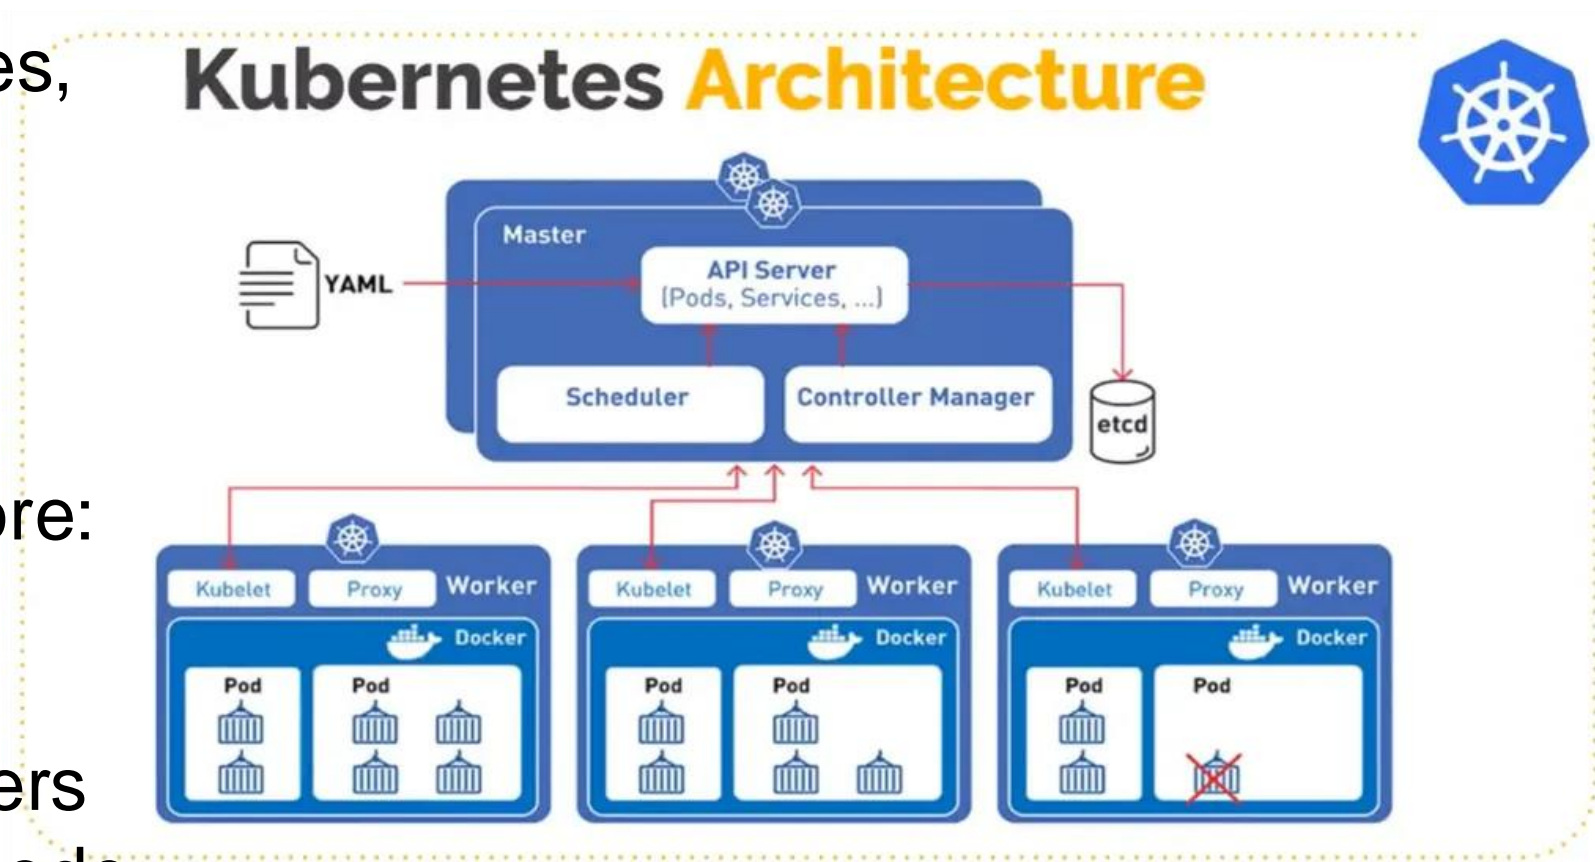 es,
Kubernetes Architecture
Master
YAML
API Server
(Pods, Services, ...)
Scheduler
Controller Manager
etcd
ore:
Kubelet
Proxy
Worker
Docker
Pod
Pod
Kubelet
Proxy
Worker
Docker
Pod
Pod
Kubelet
Proxy
Worker
Docker
Pod
Pod
ers